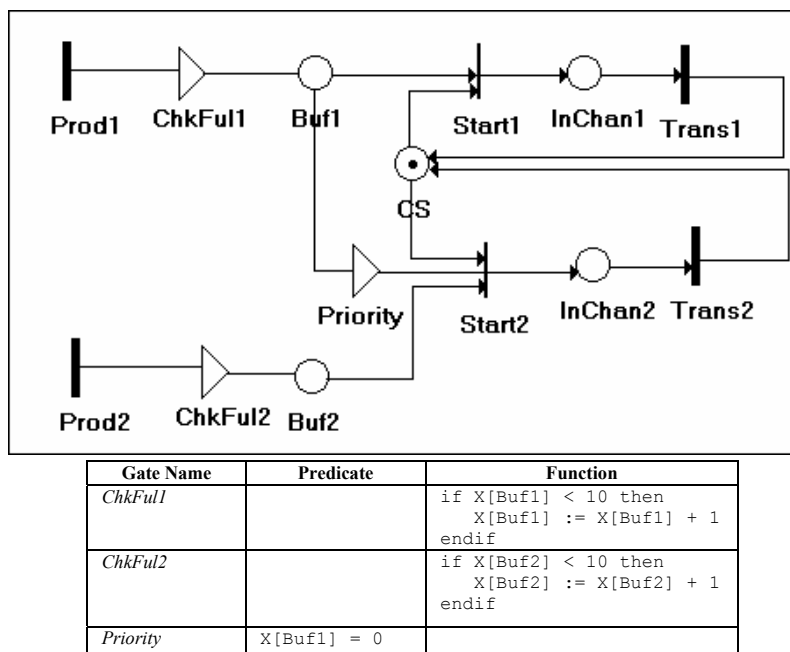 Prod1
ChkFul1
Buf1
Start1
InChan1
Trans1
CS
Priority
Start2
InChan2
Trans2
Prod2
ChkFul2
Buf2
Gate Name Predicate Function
ChkFul1 if X[Buf1] < 10 then
X[Buf1] := X[Buf1] + 1
endif
ChkFul2 if X[Buf2] < 10 then
X[Buf2] := X[Buf2] + 1
endif
Priority X[Buf1] = 0